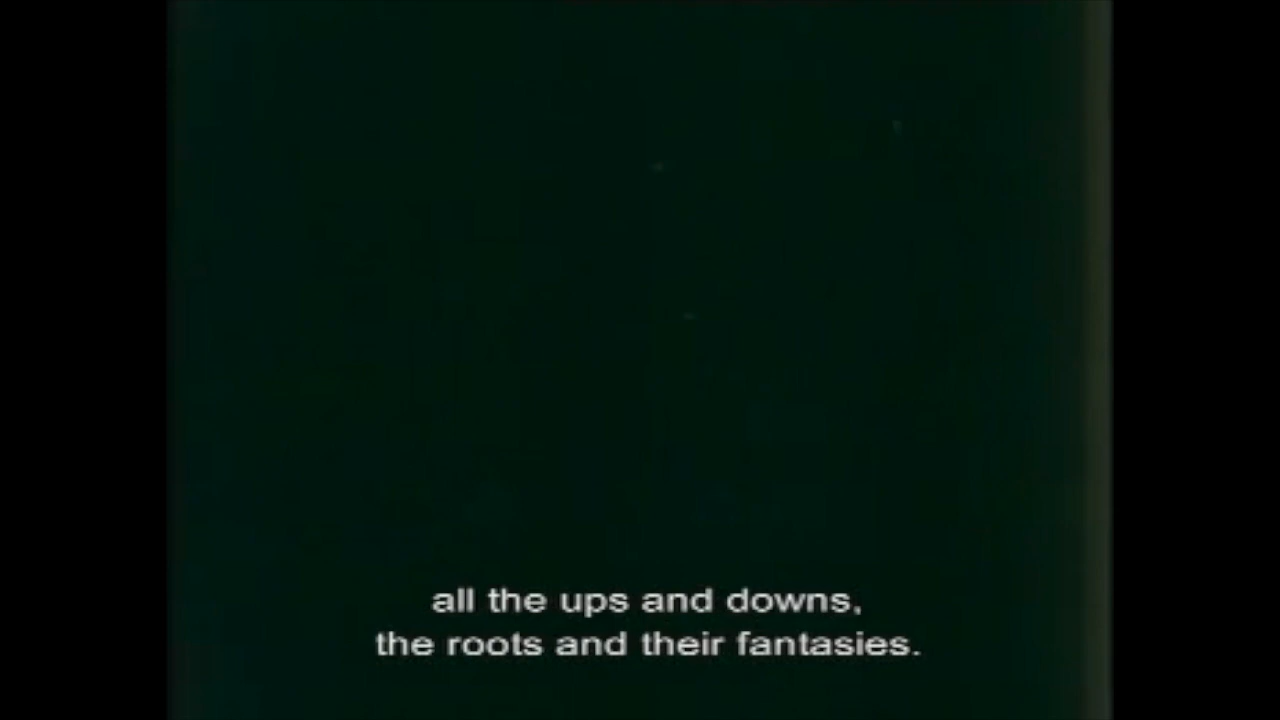 all the ups and downs,
the roots and their fantasies.